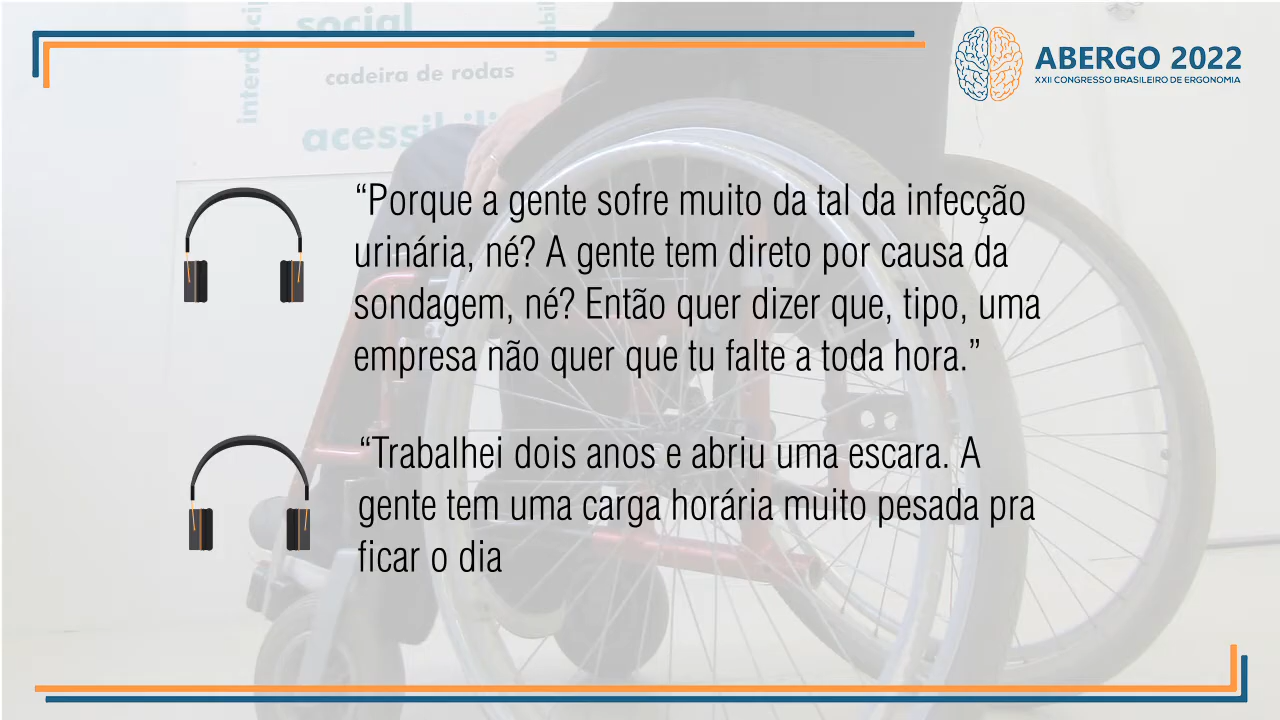 social
interdiscip
cadeira de rodas
acessibili
ABERGO 2022
XXII CONGRESSO BRASILEIRO DE ERGONOMIA
“Porque a gente sofre muito da tal da infecção
urinária, né? A gente tem direto por causa da
sondagem, né? Então quer dizer que, tipo, uma
empresa não quer que tu falte a toda hora.”
“Trabalhei dois anos e abriu uma escara. A
gente tem uma carga horária muito pesada pra
ficar o dia